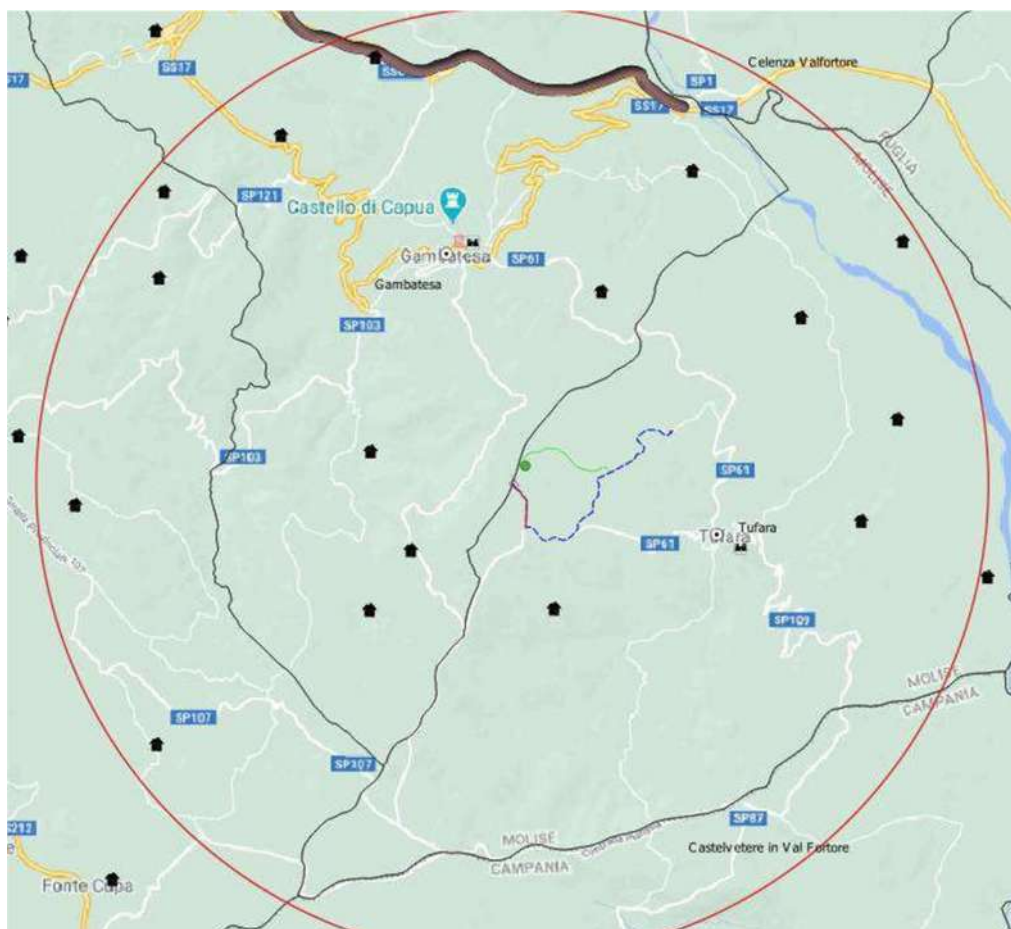 SS17
SS17
SP1
Celenza Valfortore
SS17
SS17
PUGLIA
MOLISE
SP121
Castello di Capua
Gambatesa
SP61
Gambatesa
SP103
SP103
SP61
Tufara
Tufara
SP61
SP109
MOLISE
CAMPANIA
SP107
SP107
SP87
MOLISE
CAMPANIA
Castelvetere in Val Fortore
Fonte Cupa